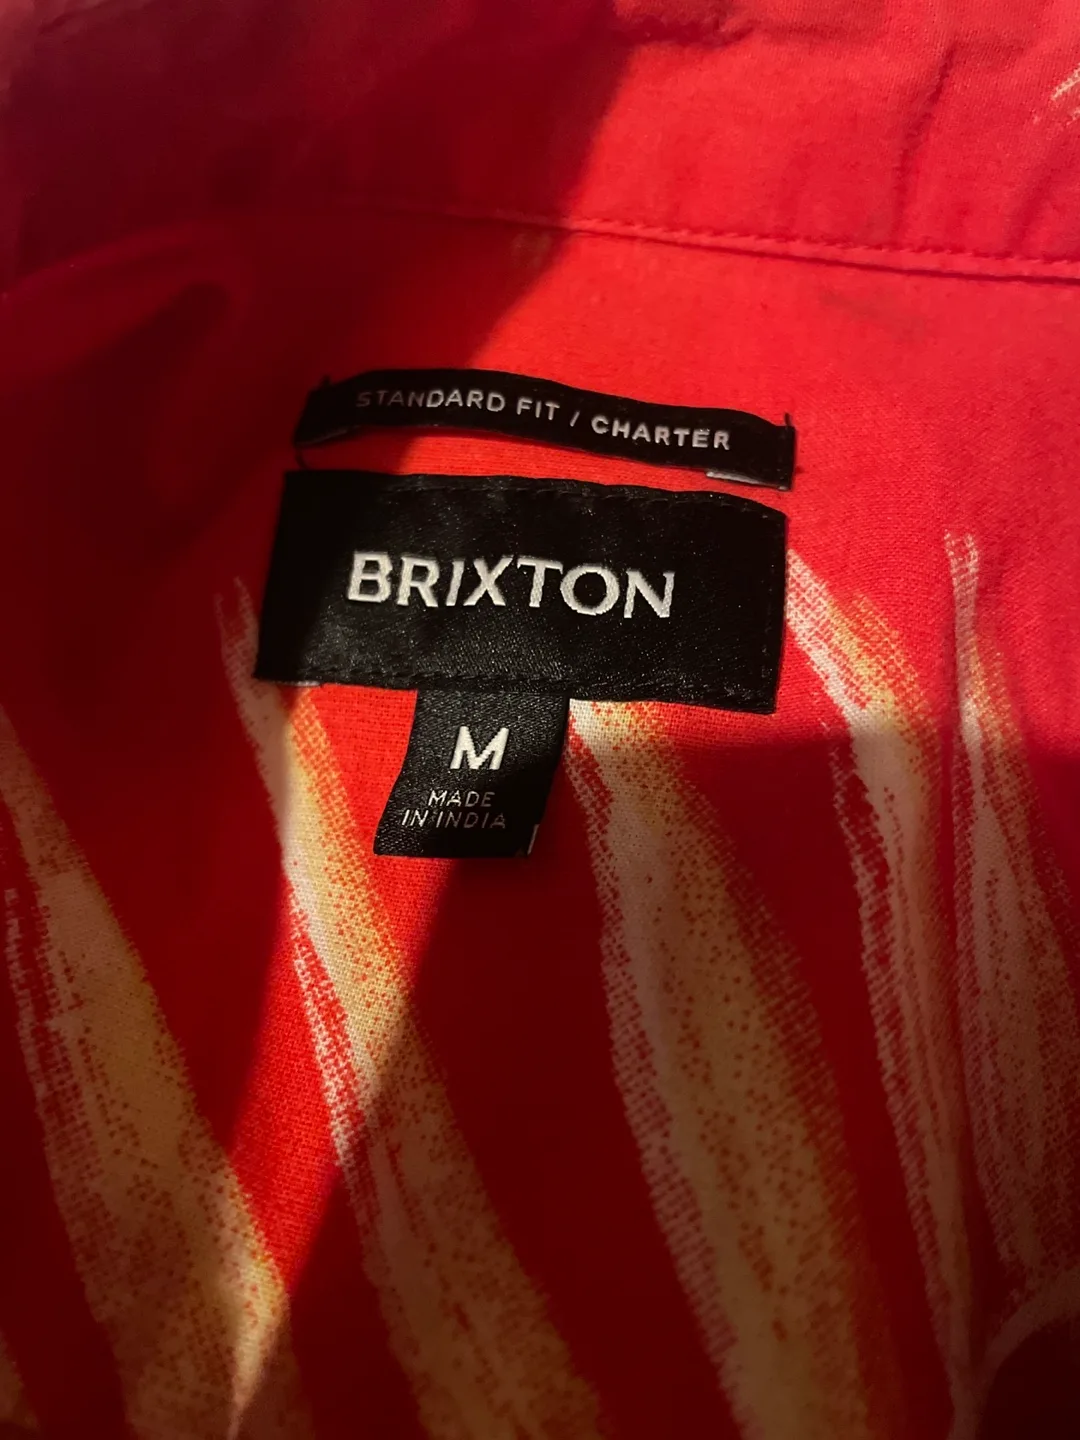 STANDARD FIT / CHARTER
BRIXTON
M
MADE
IN INDIA